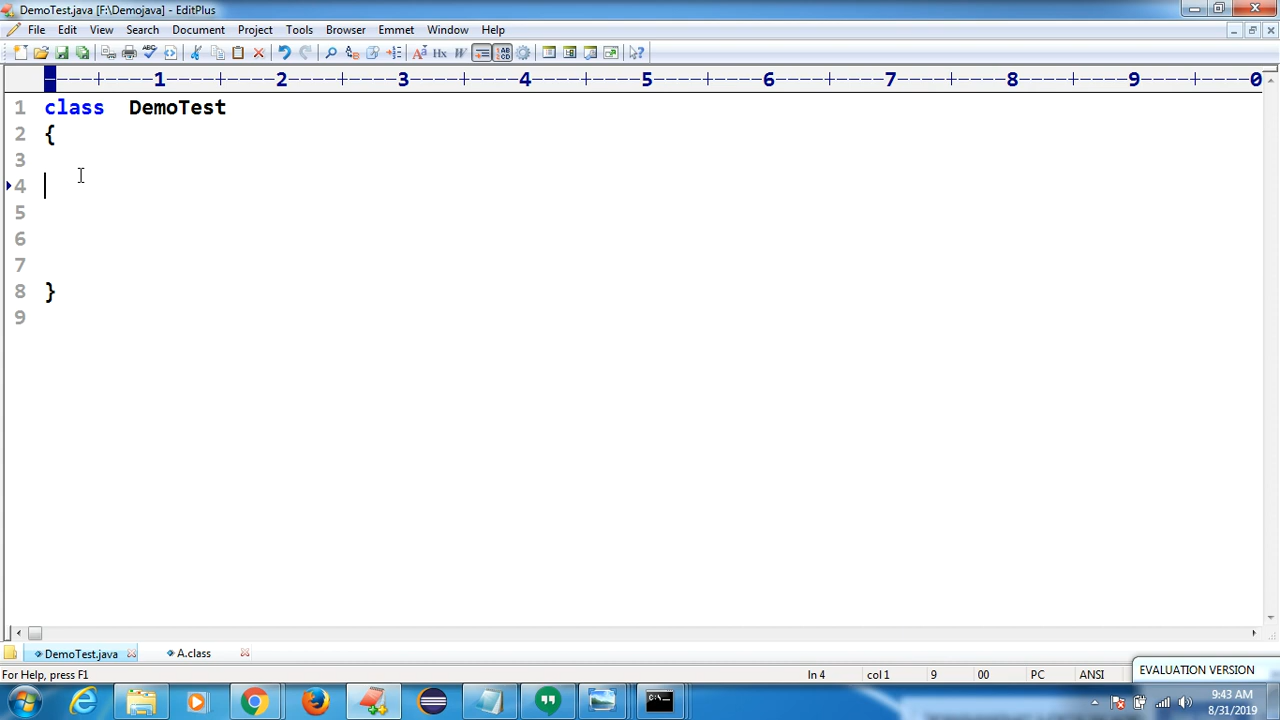 DemoTest.java [F:\Demojava] - EditPlus
File Edit View Search Document Project Tools Browser Emmet Window Help
Hx W
----+----1----+----2----+----3----+----4----+----5----+----6----+----7----+----8----+----9----+----0
1 class  DemoTest
2 {
3
4
5
6
7
8 }
9
DemoTest.java A.class
For Help, press F1 ln 4 col 1 9 00 PC ANSI EVALUATION VERSION
9:43 AM
8/31/2019